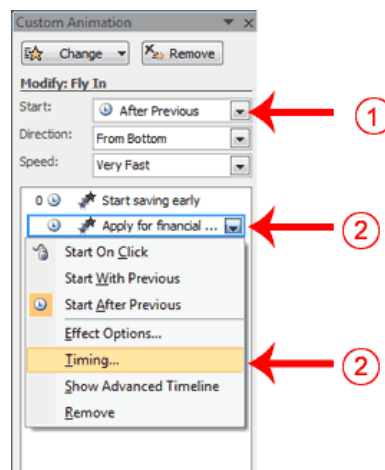 Custom Animation
Change Remove
Modify: Fly In
Start: After Previous 1
Direction: From Bottom
Speed: Very Fast
0 Start saving early
Apply for financial ... 2
Start On Click
Start With Previous
Start After Previous
Effect Options...
Timing... 2
Show Advanced Timeline
Remove